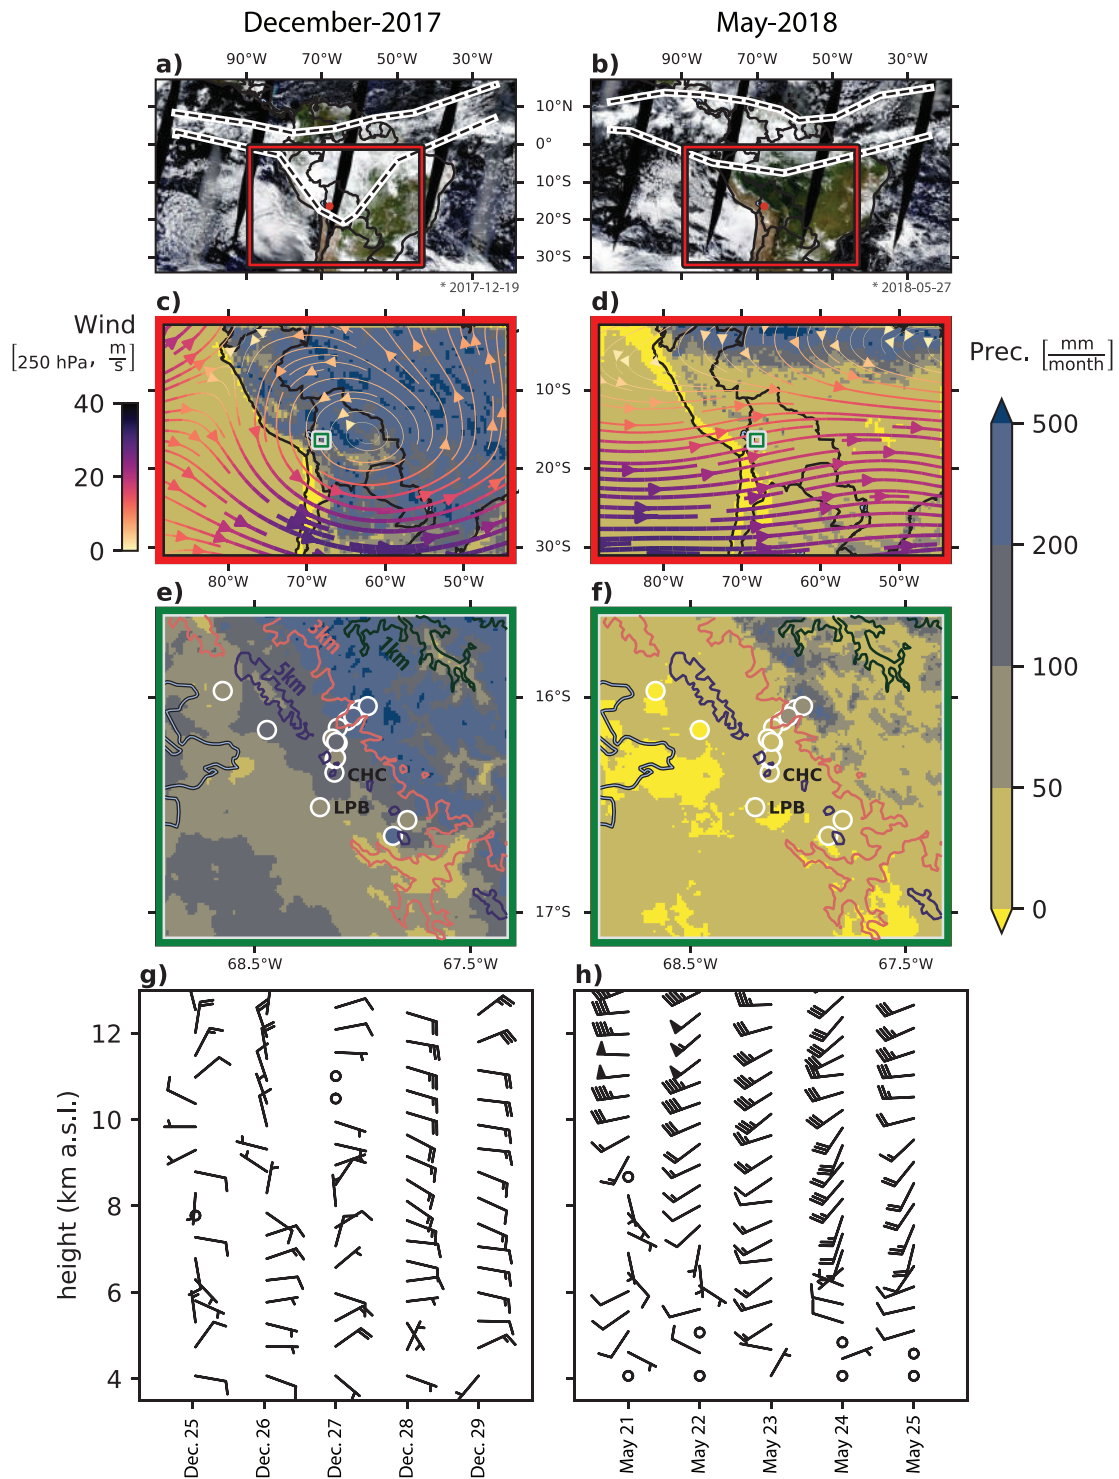 December-2017
May-2018
a)
90°W 70°W 50°W 30°W
b)
90°W 70°W 50°W 30°W
10°N
0°
10°S
20°S
30°S
* 2017-12-19
* 2018-05-27
c)
d)
Wind
[250 hPa, m/s]
40
20
0
10°S
20°S
30°S
80°W 70°W 60°W 50°W
80°W 70°W 60°W 50°W
Prec. [mm/month]
500
200
100
50
0
e)
3km
1km
5km
CHC
LPB
f)
CHC
LPB
16°S
17°S
68.5°W 67.5°W
68.5°W 67.5°W
g)
h)
height (km a.s.l.)
12
10
8
6
4
Dec. 25
Dec. 26
Dec. 27
Dec. 28
Dec. 29
May 21
May 22
May 23
May 24
May 25